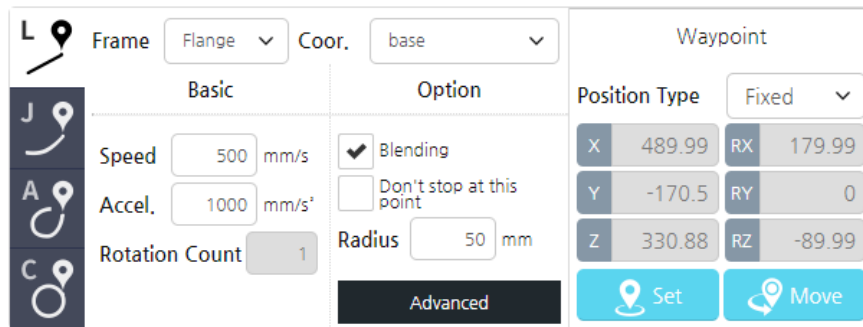 L
Frame Flange Coor. base
Waypoint
Basic
Option
Position Type Fixed
J
Speed 500 mm/s
Blending
X 489.99 RX 179.99
A
Accel. 1000 mm/s²
Don't stop at this
point
Y -170.5 RY 0
Rotation Count 1
Radius 50 mm
Z 330.88 RZ -89.99
C
Advanced
Set
Move